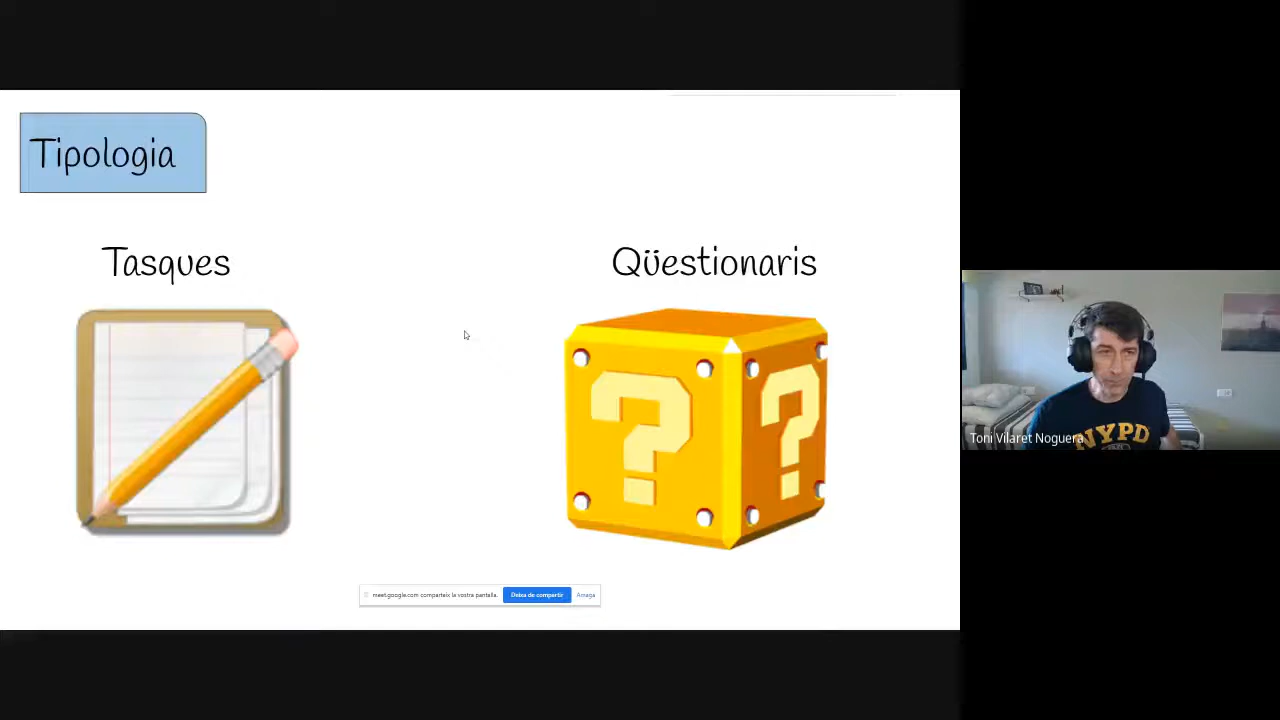 Tipologia
Tasques
Qüestionaris
? ?
meet.google.com comparteix la vostra pantalla. Deixa de compartir Amaga
Toni Vilaret Noguera
NYPD